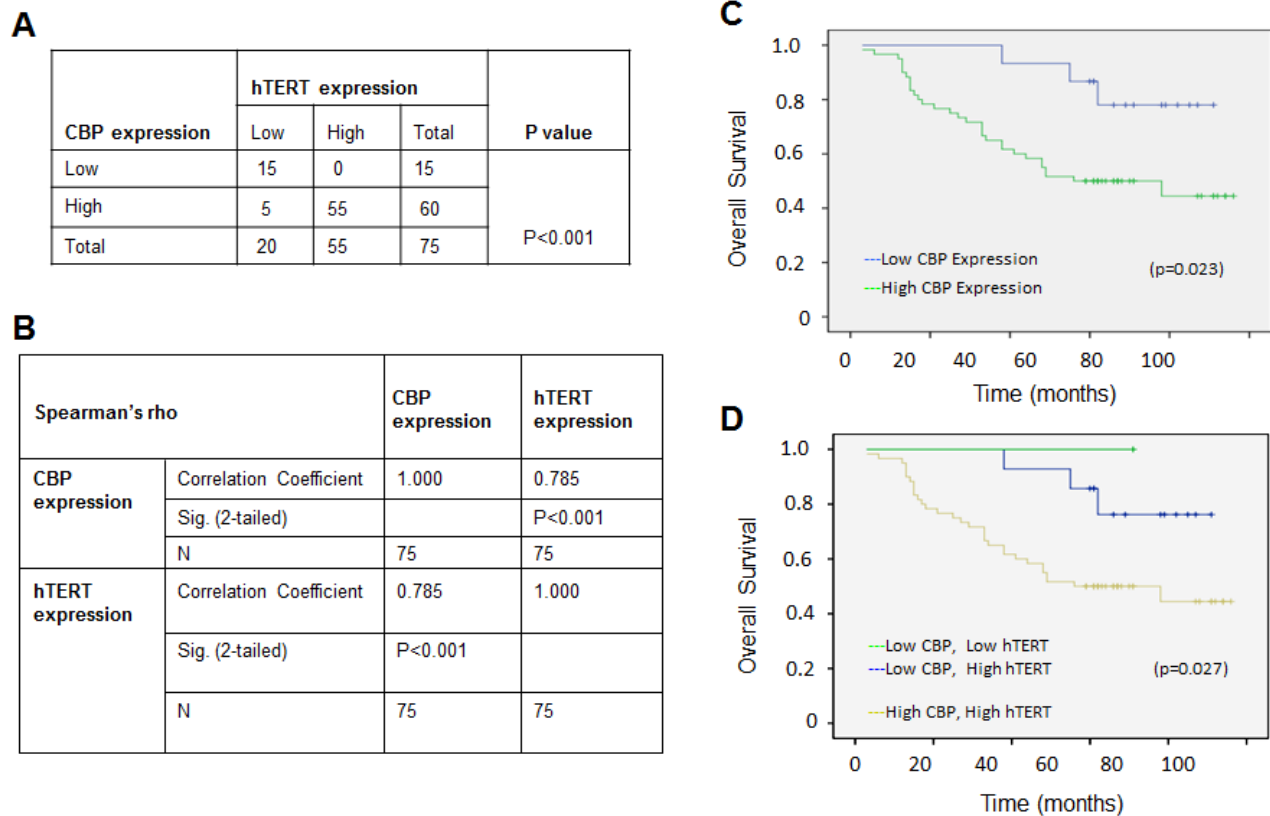 A
hTERT expression
CBP expression Low High Total P value
Low 15 0 15
High 5 55 60
Total 20 55 75 P<0.001
B
Spearman's rho CBP expression hTERT expression
CBP expression Correlation Coefficient 1.000 0.785
Sig. (2-tailed) P<0.001
N 75 75
hTERT expression Correlation Coefficient 0.785 1.000
Sig. (2-tailed) P<0.001
N 75 75
C
Overall Survival
1.0
0.8
0.6
0.4
0.2
0
Low CBP Expression
High CBP Expression
(p=0.023)
0 20 40 60 80 100
Time (months)
D
Overall Survival
1.0
0.8
0.6
0.4
0.2
0
Low CBP, Low hTERT
Low CBP, High hTERT
High CBP, High hTERT
(p=0.027)
0 20 40 60 80 100
Time (months)